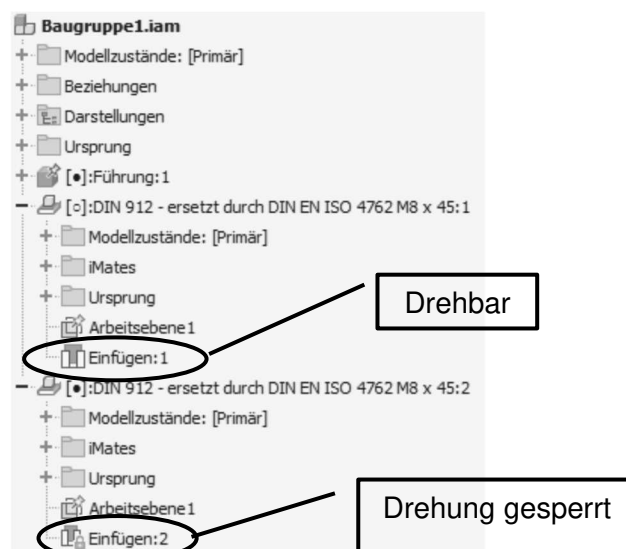 Baugruppe1.iam
Modellzustände: [Primär]
Beziehungen
Darstellungen
Ursprung
[●]:Führung:1
[○]:DIN 912 - ersetzt durch DIN EN ISO 4762 M8 x 45:1
Modellzustände: [Primär]
iMates
Ursprung
Drehbar
Arbeitsebene1
Einfügen:1
[●]:DIN 912 - ersetzt durch DIN EN ISO 4762 M8 x 45:2
Modellzustände: [Primär]
iMates
Ursprung
Arbeitsebene1
Drehung gesperrt
Einfügen:2